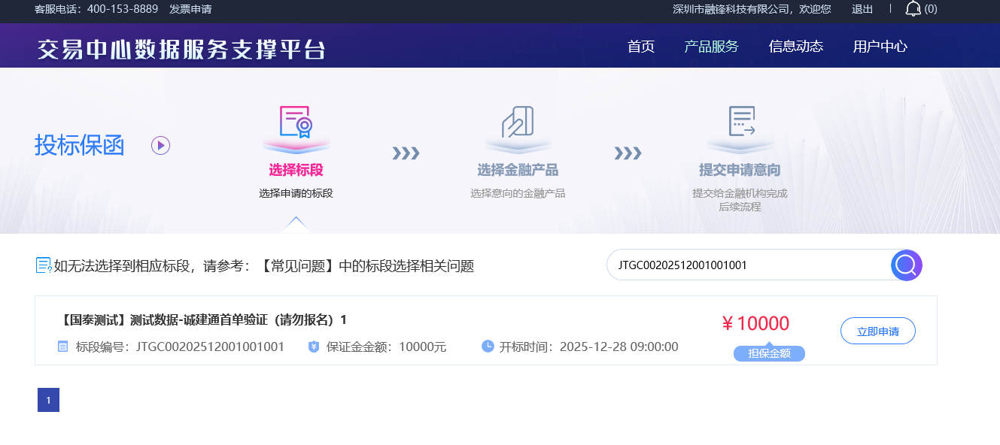 客服电话：400-153-8889 发票申请 深圳市融锋科技有限公司，欢迎您 退出 | (0)
交易中心数据服务支撑平台 首页 产品服务 信息动态 用户中心
投标保函
选择标段 选择金融产品 提交申请意向
选择申请的标段 选择意向的金融产品 提交给金融机构完成
后续流程
如无法选择到相应标段，请参考：【常见问题】中的标段选择相关问题 JTGC00202512001001001
【国泰测试】测试数据-诚建通首单验证（请勿报名）1 ￥10000 立即申请
标段编号：JTGC00202512001001001 保证金金额：10000元 开标时间：2025-12-28 09:00:00 担保金额
1